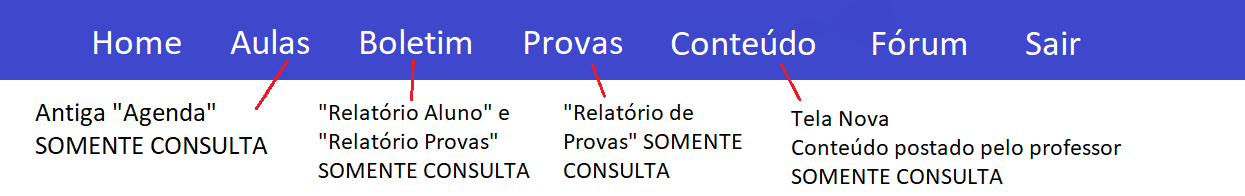 Home Aulas Boletim Provas Conteúdo Fórum Sair
Antiga "Agenda"
SOMENTE CONSULTA
"Relatório Aluno" e
"Relatório Provas"
SOMENTE CONSULTA
"Relatório de
Provas" SOMENTE
CONSULTA
Tela Nova
Conteúdo postado pelo professor
SOMENTE CONSULTA